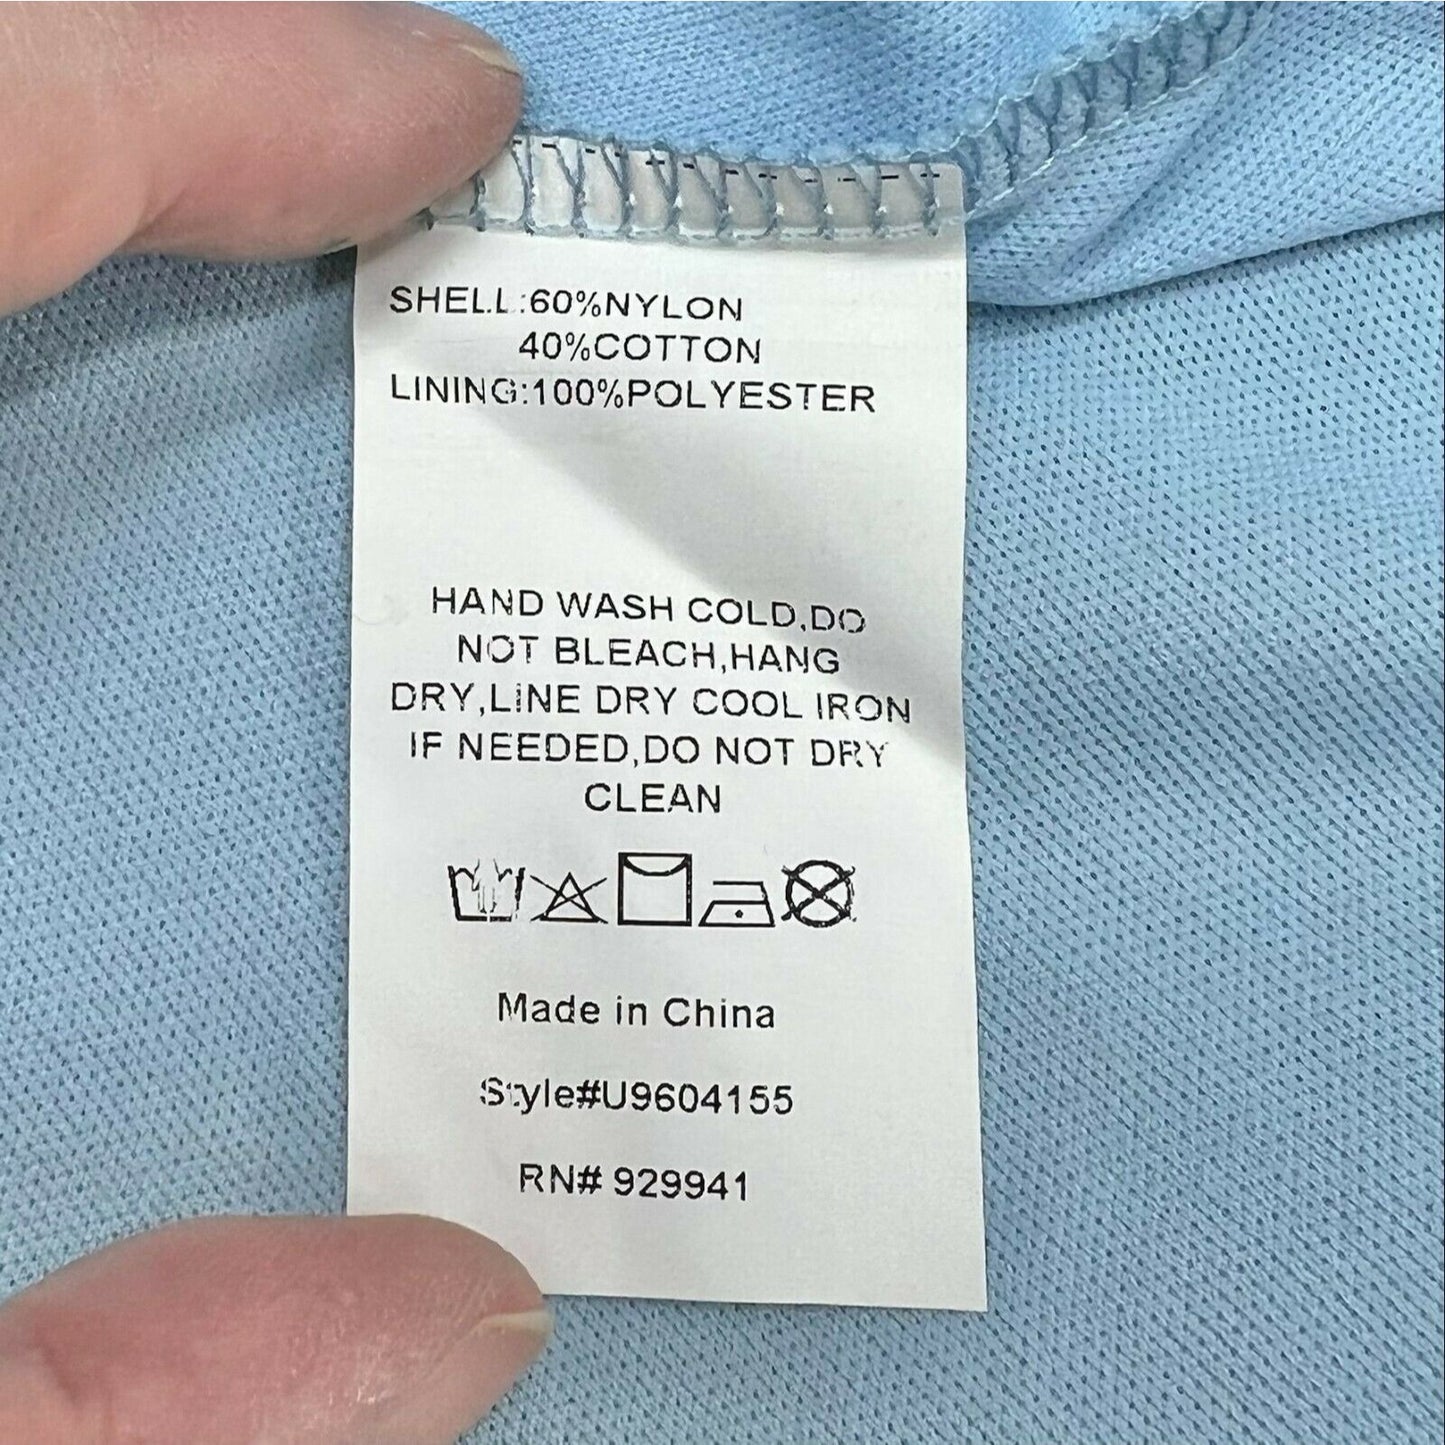 SHELL:60%NYLON
40%COTTON
LINING:100%POLYESTER
HAND WASH COLD,DO
NOT BLEACH,HANG
DRY,LINE DRY COOL IRON
IF NEEDED,DO NOT DRY
CLEAN
Made in China
Style#U9604155
RN# 929941